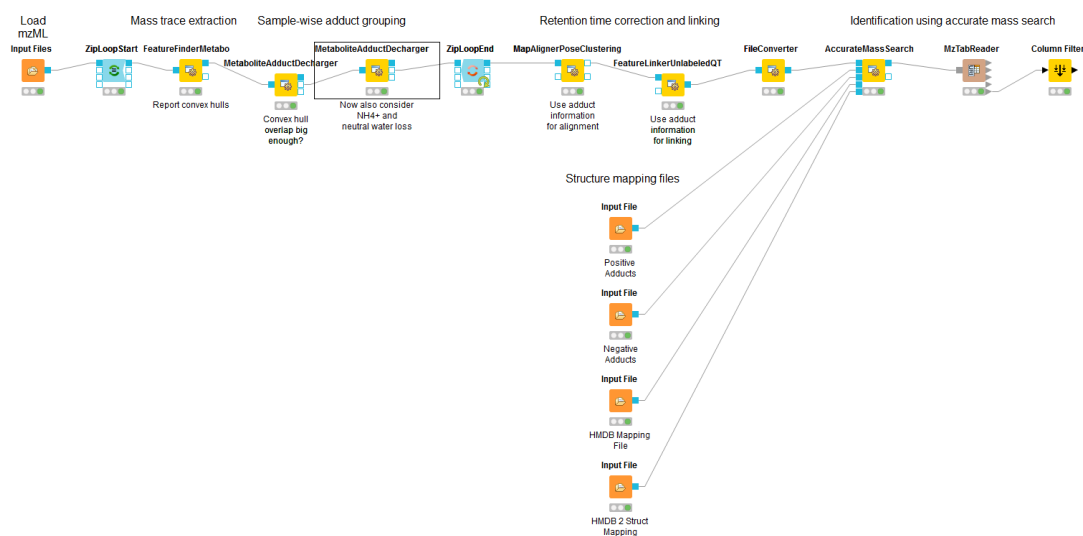 Load
mzML
Mass trace extraction
Sample-wise adduct grouping
Retention time correction and linking
Identification using accurate mass search
Input Files
ZipLoopStart
FeatureFinderMetabo
MetaboliteAdductDecharger
MetaboliteAdductDecharger
ZipLoopEnd
MapAlignerPoseClustering
FeatureLinkerUnlabeledQT
FileConverter
AccurateMassSearch
MzTabReader
Column Filter
Report convex hulls
Convex hull
overlap big
enough?
Now also consider
NH4+ and
neutral water loss
Use adduct
information
for alignment
Use adduct
information
for linking
Structure mapping files
Input File
Positive
Adducts
Input File
Negative
Adducts
Input File
HMDB Mapping
File
Input File
HMDB 2 Struct
Mapping